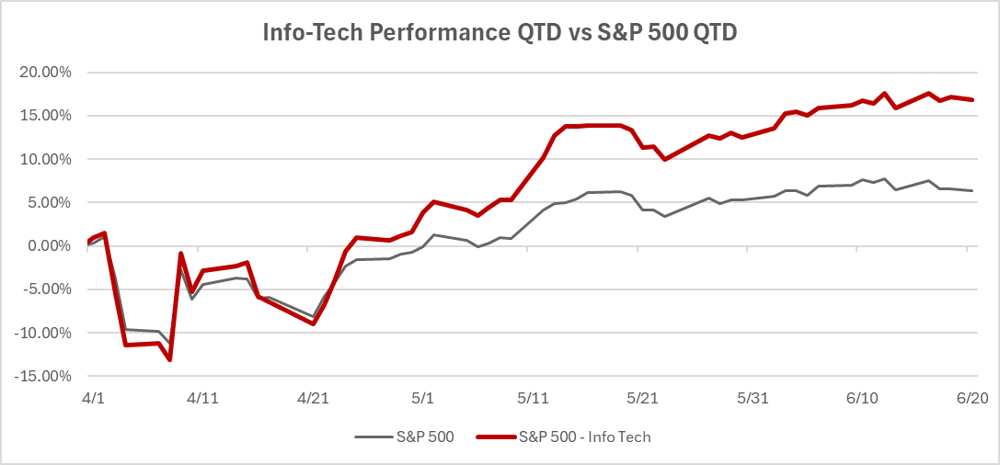 Info-Tech Performance QTD vs S&P 500 QTD
20.00%
15.00%
10.00%
5.00%
0.00%
-5.00%
-10.00%
-15.00%
4/1 4/11 4/21 5/1 5/11 5/21 5/31 6/10 6/20
S&P 500 S&P 500 - Info Tech